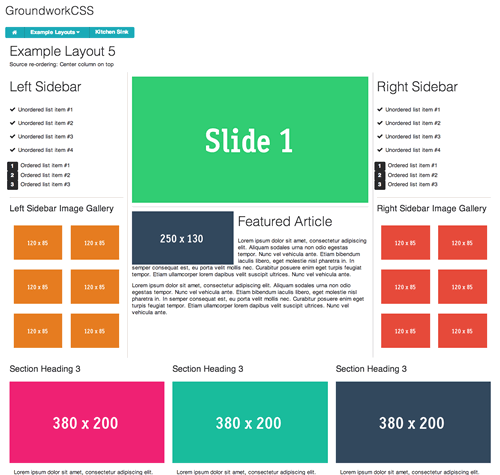 GroundworkCSS
Example Layouts
Kitchen Sink
Example Layout 5
Source re-ordering: Center column on top
Left Sidebar
Unordered list item #1
Unordered list item #2
Unordered list item #3
Unordered list item #4
1 Ordered list item #1
2 Ordered list item #2
3 Ordered list item #3
Left Sidebar Image Gallery
120 x 85 120 x 85
120 x 85 120 x 85
120 x 85 120 x 85
Slide 1
250 x 130
Featured Article
Lorem ipsum dolor sit amet, consectetur adipiscing
elit. Aliquam sodales urna non odio egestas tempor.
Nunc vel vehicula ante. Etiam bibendum
iaculis libero, eget molestie nisl pharetra in. In
semper consequat est, eu porta velit mollis nec. Curabitur posuere enim eget turpis feugiat
tempor. Etiam ullamcorper lorem dapibus velit suscipit ultrices.
Lorem ipsum dolor sit amet, consectetur adipiscing elit. Aliquam sodales urna non odio
egestas tempor. Nunc vel vehicula ante. Etiam bibendum iaculis libero, eget molestie nisl
pharetra in. In semper consequat est, eu porta velit mollis nec. Curabitur posuere enim eget
turpis feugiat tempor. Etiam ullamcorper lorem dapibus velit suscipit ultrices. Nunc vel
vehicula ante.
Right Sidebar
Unordered list item #1
Unordered list item #2
Unordered list item #3
Unordered list item #4
1 Ordered list item #1
2 Ordered list item #2
3 Ordered list item #3
Right Sidebar Image Gallery
120 x 85 120 x 85
120 x 85 120 x 85
120 x 85 120 x 85
Section Heading 3
380 x 200
Lorem ipsum dolor sit amet, consectetur adipiscing elit.
Section Heading 3
380 x 200
Lorem ipsum dolor sit amet, consectetur adipiscing elit.
Section Heading 3
380 x 200
Lorem ipsum dolor sit amet, consectetur adipiscing elit.